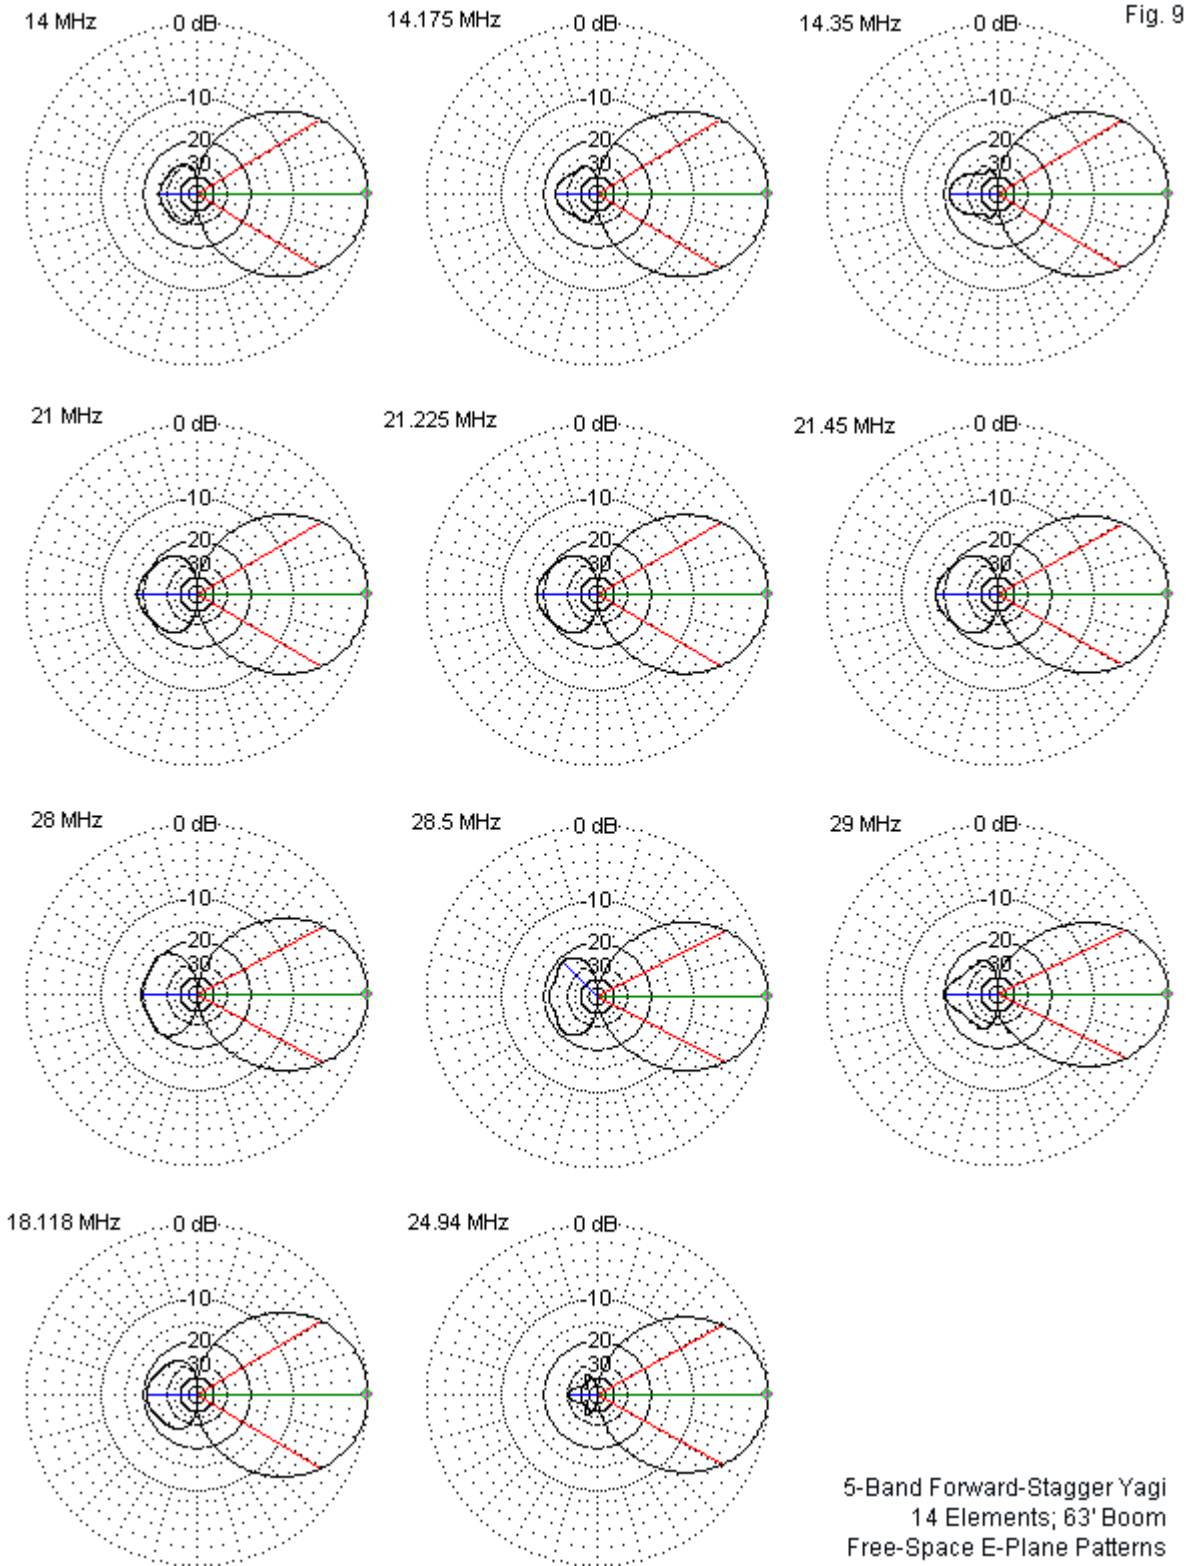 14 MHz
0 dB
-10
20
30
14.175 MHz
0 dB
-10
20
30
14.35 MHz
0 dB
-10
20
30
Fig. 9
21 MHz
0 dB
-10
20
30
21.225 MHz
0 dB
-10
20
30
21.45 MHz
0 dB
-10
20
30
28 MHz
0 dB
-10
20
30
28.5 MHz
0 dB
-10
20
30
29 MHz
0 dB
-10
20
30
18.118 MHz
0 dB
-10
20
30
24.94 MHz
0 dB
-10
20
30
5-Band Forward-Stagger Yagi
14 Elements; 63' Boom
Free-Space E-Plane Patterns